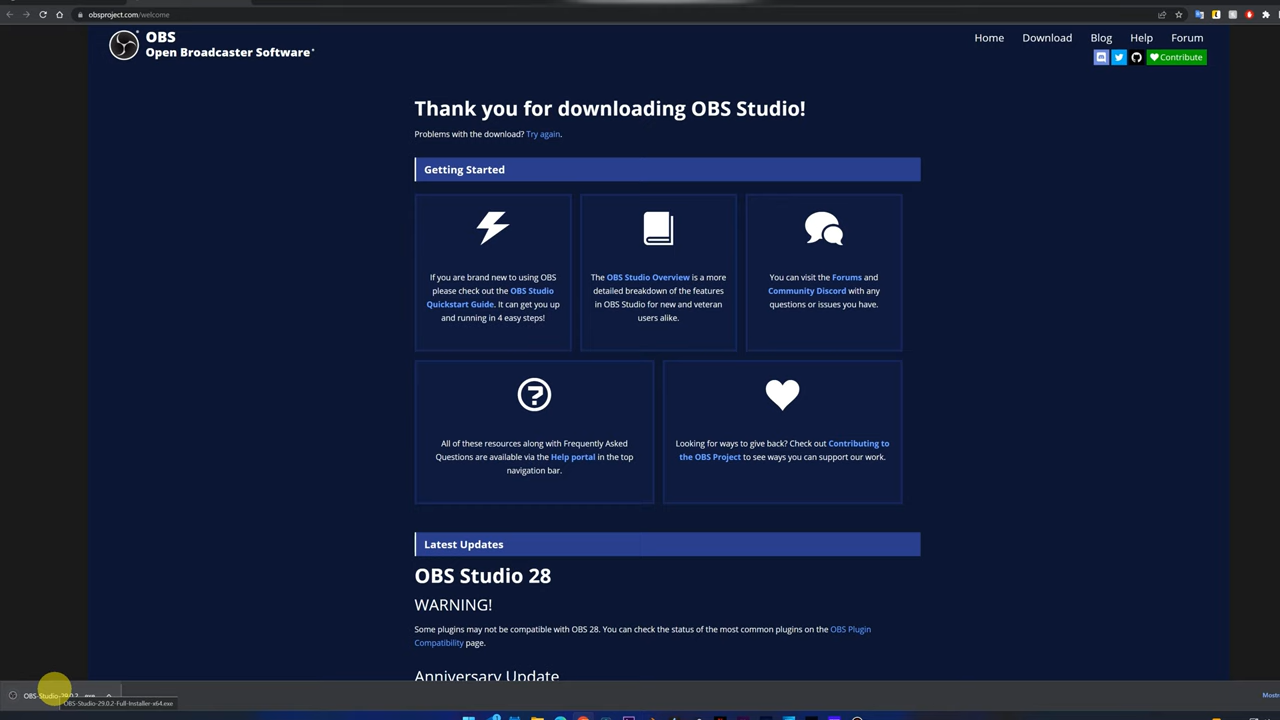 obsproject.com/welcome
OBS
Open Broadcaster Software
Home
Download
Blog
Help
Forum
Contribute
Thank you for downloading OBS Studio!
Problems with the download? Try again.
Getting Started
If you are brand new to using OBS
please check out the OBS Studio
Quickstart Guide. It can get you up
and running in 4 easy steps!
The OBS Studio Overview is a more
detailed breakdown of the features
in OBS Studio for new and veteran
users alike.
You can visit the Forums and
Community Discord with any
questions or issues you have.
All of these resources along with Frequently Asked
Questions are available via the Help portal in the top
navigation bar.
Looking for ways to give back? Check out Contributing to
the OBS Project to see ways you can support our work.
Latest Updates
OBS Studio 28
WARNING!
Some plugins may not be compatible with OBS 28. You can check the status of the most common plugins on the OBS Plugin
Compatibility page.
Anniversary Update
OBS-Studio-29.0.2-....exe
OBS-Studio-29.0.2-Full-Installer-x64.exe